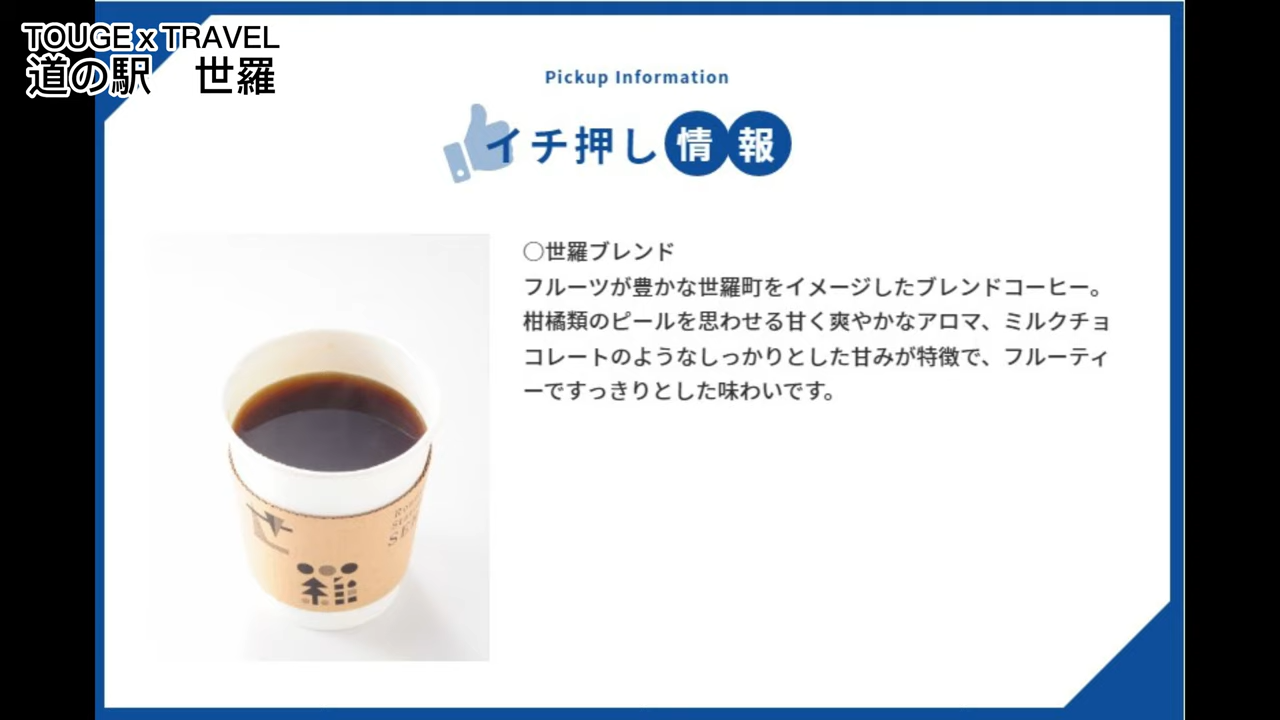 TOUGE x TRAVEL
道の駅　世羅
Pickup Information
イチ押し情報
○世羅ブレンド
フルーツが豊かな世羅町をイメージしたブレンドコーヒー。
柑橘類のピールを思わせる甘く爽やかなアロマ、ミルクチョ
コレートのようなしっかりとした甘みが特徴で、フルーティ
ーですっきりとした味わいです。